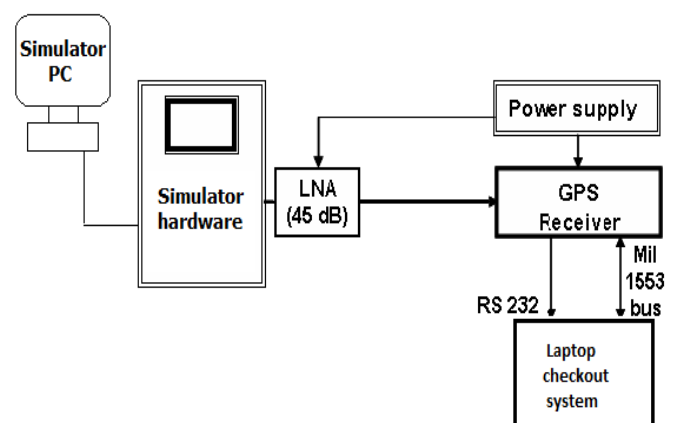 Simulator
PC
Power supply
Simulator
hardware
LNA
(45 dB)
GPS
Receiver
RS 232
Mil
1553
bus
Laptop
checkout
system